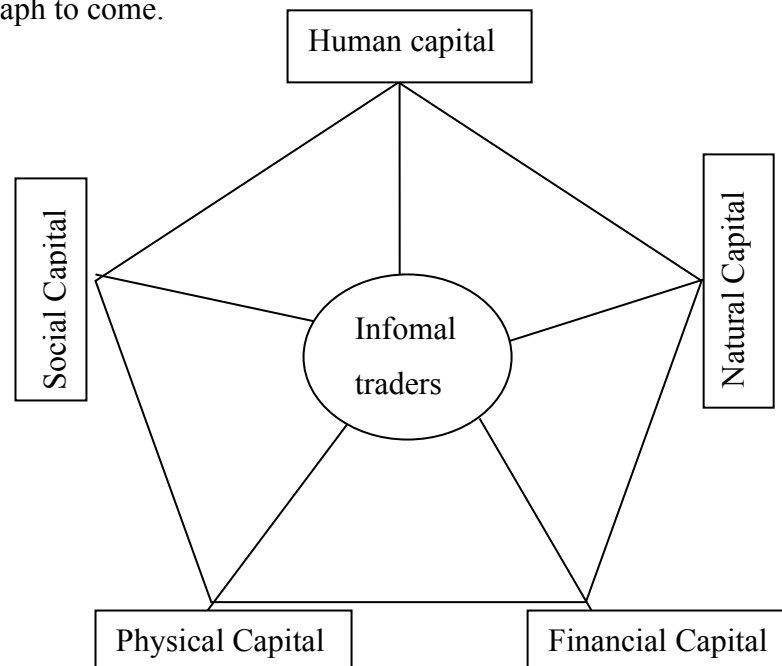 aph to come.
Human capital
Social Capital
Natural Capital
Infomal
traders
Physical Capital
Financial Capital